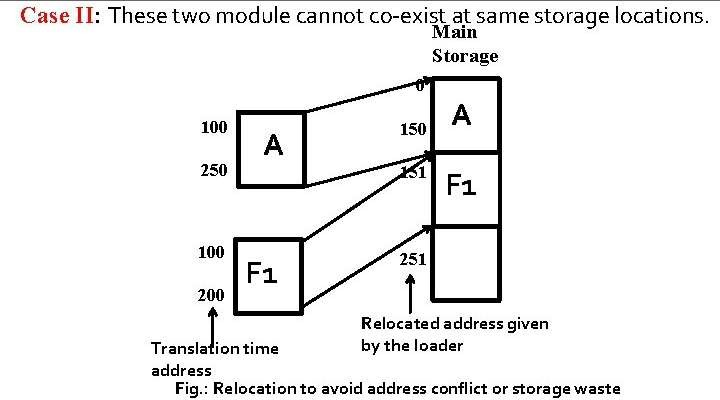 Case II: These two module cannot co-exist at same storage locations.
Main
Storage
0
A
100
150
A
250
151
F1
100
251
F1
200
Relocated address given
by the loader
Translation time
address
Fig.: Relocation to avoid address conflict or storage waste